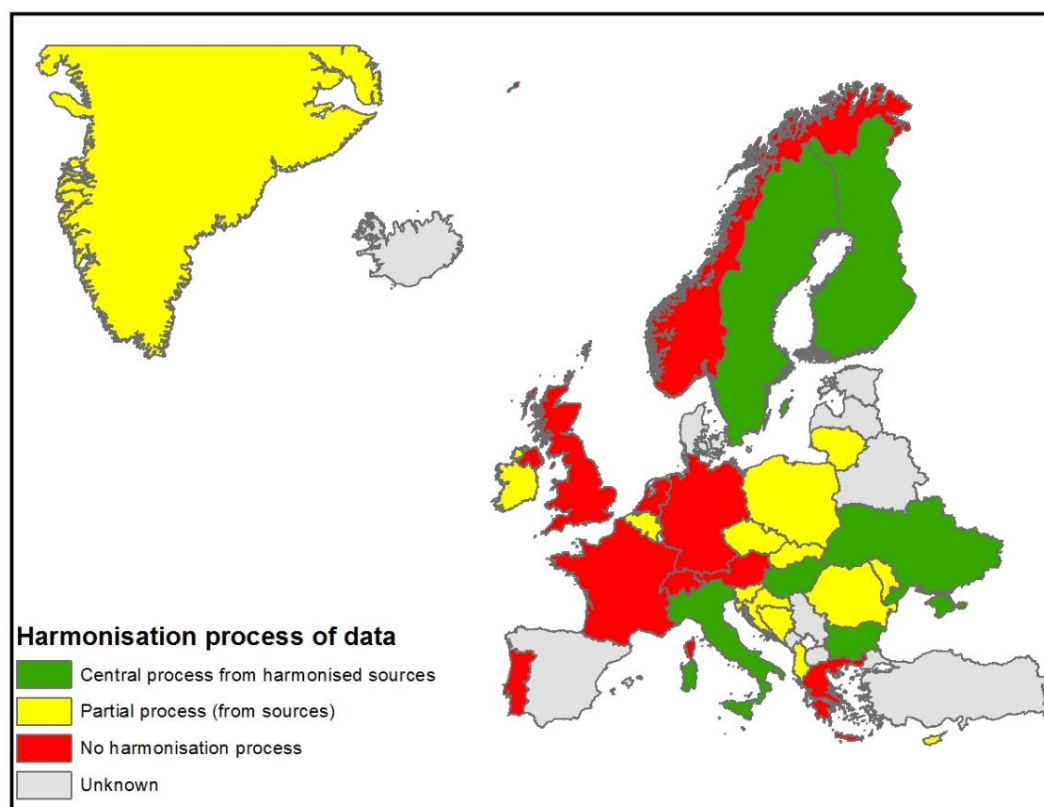 Harmonisation process of data
Central process from harmonised sources
Partial process (from sources)
No harmonisation process
Unknown